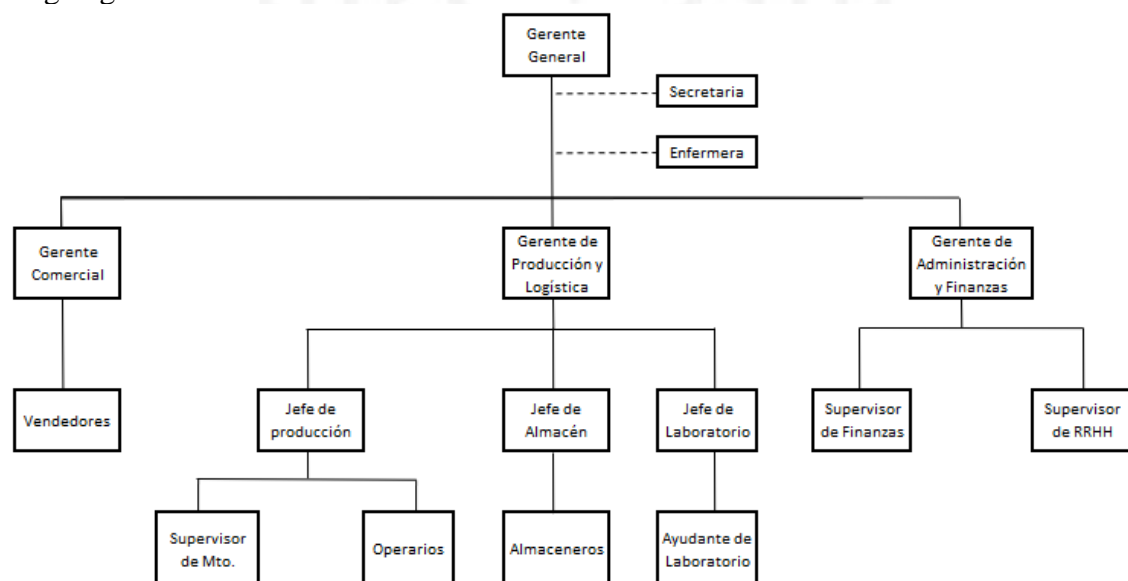 Gerente
General
Secretaria
Enfermera
Gerente
Comercial
Gerente de
Producción y
Logística
Gerente de
Administración
y Finanzas
Vendedores
Jefe de
producción
Jefe de
Almacén
Jefe de
Laboratorio
Supervisor
de Finanzas
Supervisor
de RRHH
Supervisor
de Mto.
Operarios
Almaceneros
Ayudante de
Laboratorio